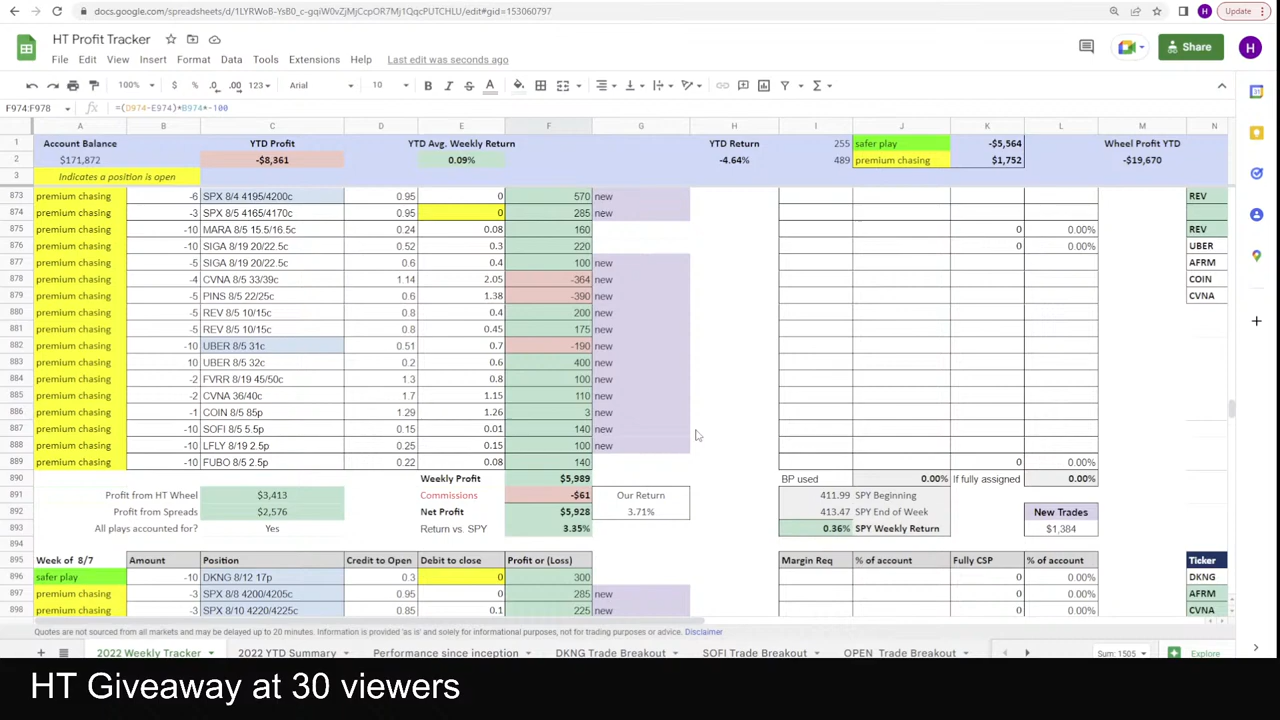 docs.google.com/spreadsheets/d/1LYRWoB-YsB0_c-gqiW0vZjMjCcpOR7Mj1QqcPUTCHLU/edit#gid=153060797
H
Update
HT Profit Tracker
File Edit View Insert Format Data Tools Extensions Help Last edit was seconds ago
Share
H
100% $ % .0 .00 123 Arial 10 B I S A
F974:F978 fx =(D974-E974)*B974*-100
A B C D E F G H I J K L M N
1 Account Balance YTD Profit YTD Avg. Weekly Return YTD Return 255 safer play -$5,564 Wheel Profit YTD
2 $171,872 -$8,361 0.09% -4.64% 489 premium chasing $1,752 -$19,670
3 Indicates a position is open
873 premium chasing -6 SPX 8/4 4195/4200c 0.95 0 570 new REV
874 premium chasing -3 SPX 8/5 4165/4170c 0.95 0 285 new
875 premium chasing -10 MARA 8/5 15.5/16.5c 0.24 0.08 160 0 0.00% REV
876 premium chasing -10 SIGA 8/19 20/22.5c 0.52 0.3 220 0 0.00% UBER
877 premium chasing -5 SIGA 8/19 20/22.5c 0.6 0.4 100 new AFRM
878 premium chasing -4 CVNA 8/5 33/39c 1.14 2.05 -364 new COIN
879 premium chasing -5 PINS 8/5 22/25c 0.6 1.38 -390 new CVNA
880 premium chasing -5 REV 8/5 10/15c 0.8 0.4 200 new
881 premium chasing -5 REV 8/5 10/15c 0.8 0.45 175 new
882 premium chasing -10 UBER 8/5 31c 0.51 0.7 -190 new
883 premium chasing 10 UBER 8/5 32c 0.2 0.6 400 new
884 premium chasing -2 FVRR 8/19 45/50c 1.3 0.8 100 new
885 premium chasing -2 CVNA 36/40c 1.7 1.15 110 new
886 premium chasing -1 COIN 8/5 85p 1.29 1.26 3 new
887 premium chasing -10 SOFI 8/5 5.5p 0.15 0.01 140 new
888 premium chasing -10 LFLY 8/19 2.5p 0.25 0.15 100 new
889 premium chasing -10 FUBO 8/5 2.5p 0.22 0.08 140 0 0.00%
890 Weekly Profit $5,989 BP used 0.00% If fully assigned 0.00%
891 Profit from HT Wheel $3,413 Commissions -$61 Our Return 411.99 SPY Beginning
892 Profit from Spreads $2,576 Net Profit $5,928 3.71% 413.47 SPY End of Week New Trades
893 All plays accounted for? Yes Return vs. SPY 3.35% 0.36% SPY Weekly Return $1,384
894
895 Week of 8/7 Amount Position Credit to Open Debit to close Profit or (Loss) Margin Req % of account Fully CSP % of account Ticker
896 safer play -10 DKNG 8/12 17p 0.3 0 300 0 0.00% DKNG
897 premium chasing -3 SPX 8/8 4200/4205c 0.95 0 285 new 0 0.00% AFRM
898 premium chasing -3 SPX 8/10 4220/4225c 0.85 0.1 225 new 0 0.00% CVNA
Quotes are not sourced from all markets and may be delayed up to 20 minutes. Information is provided 'as is' and solely for informational purposes, not for trading purposes or advice. Disclaimer
2022 Weekly Tracker 2022 YTD Summary Performance since inception DKNG Trade Breakout SOFI Trade Breakout OPEN Trade Breakout Sum: 1505 Explore
HT Giveaway at 30 viewers